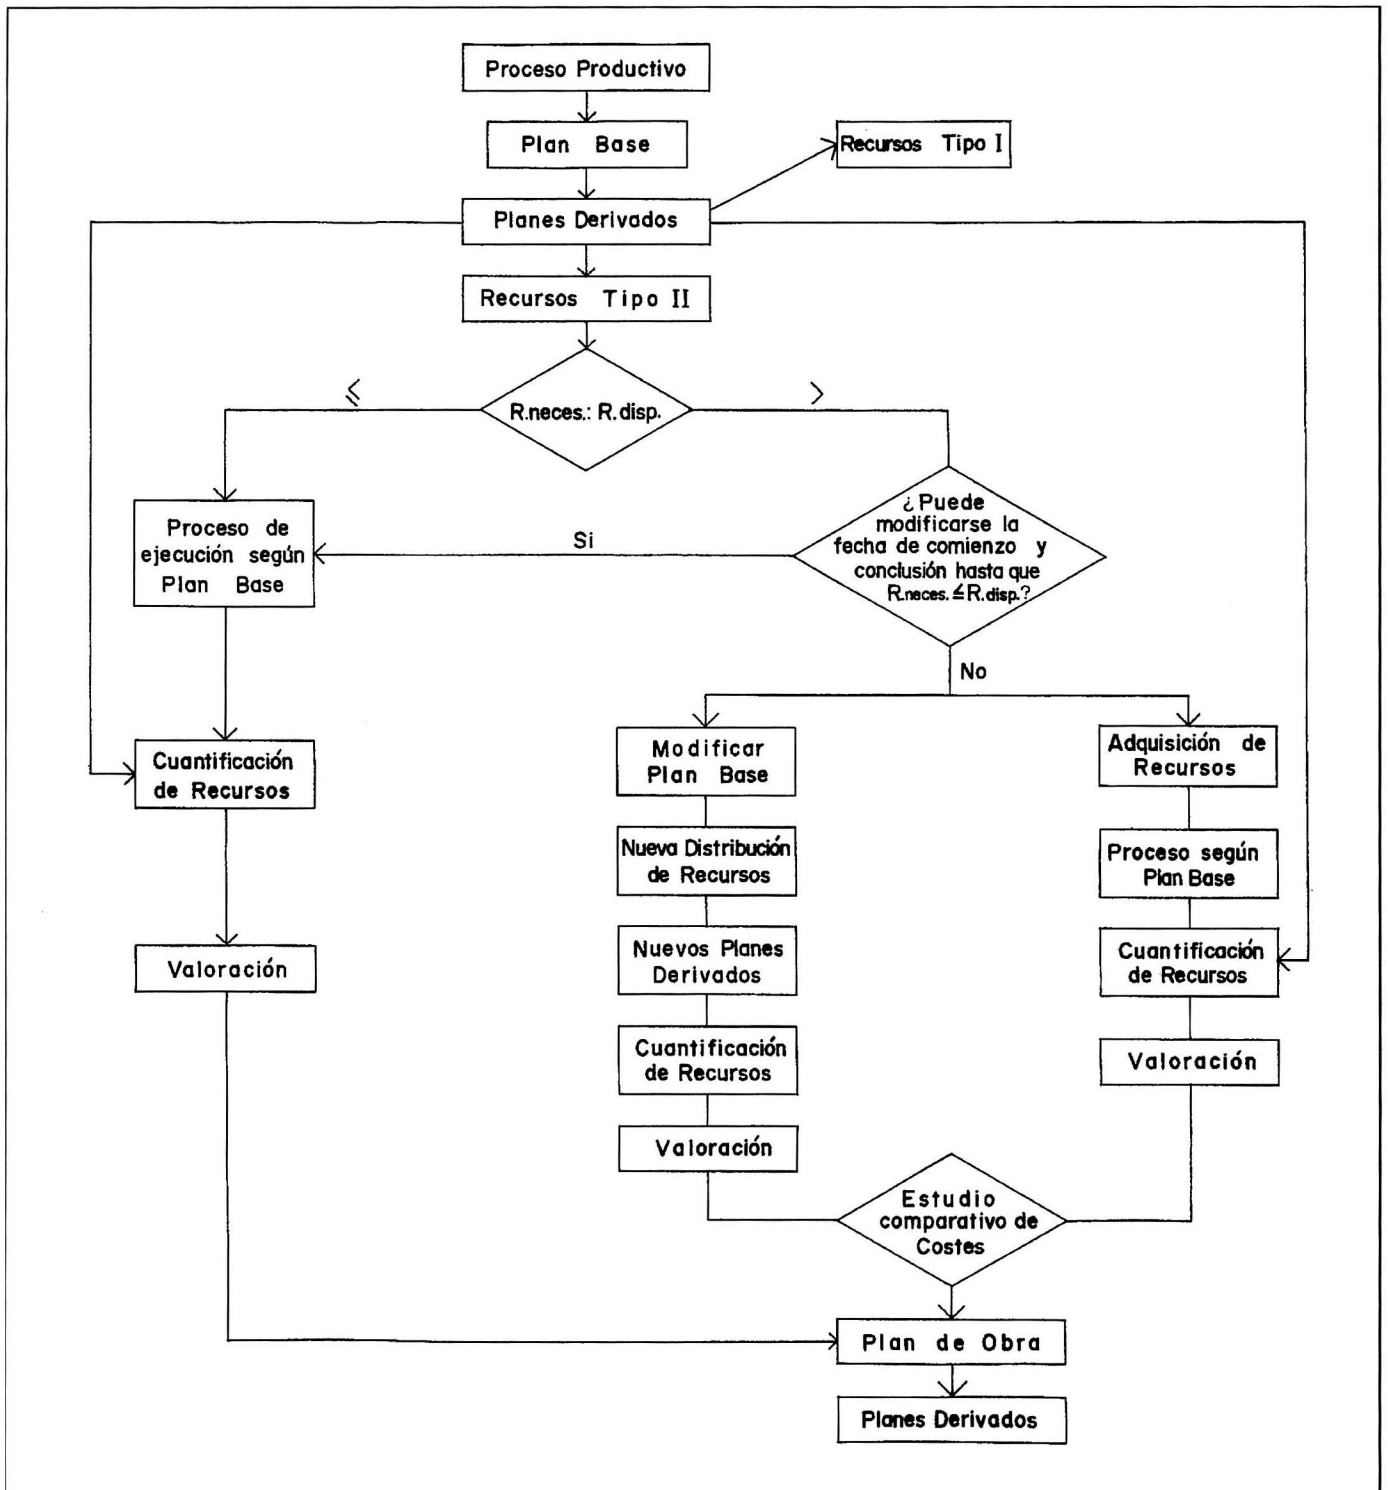 Proceso Productivo
Plan Base
Recursos Tipo I
Planes Derivados
Recursos Tipo II
≤
>
R.neces.: R.disp.
¿Puede
modificarse la
fecha de comienzo y
conclusión hasta que
R.neces.≤R.disp.?
Proceso de
ejecución según
Plan Base
Si
No
Cuantificación
de Recursos
Modificar
Plan Base
Adquisición de
Recursos
Nueva Distribución
de Recursos
Proceso según
Plan Base
Valoración
Nuevos Planes
Derivados
Cuantificación
de Recursos
Cuantificación
de Recursos
Valoración
Valoración
Estudio
comparativo de
Costes
Plan de Obra
Planes Derivados